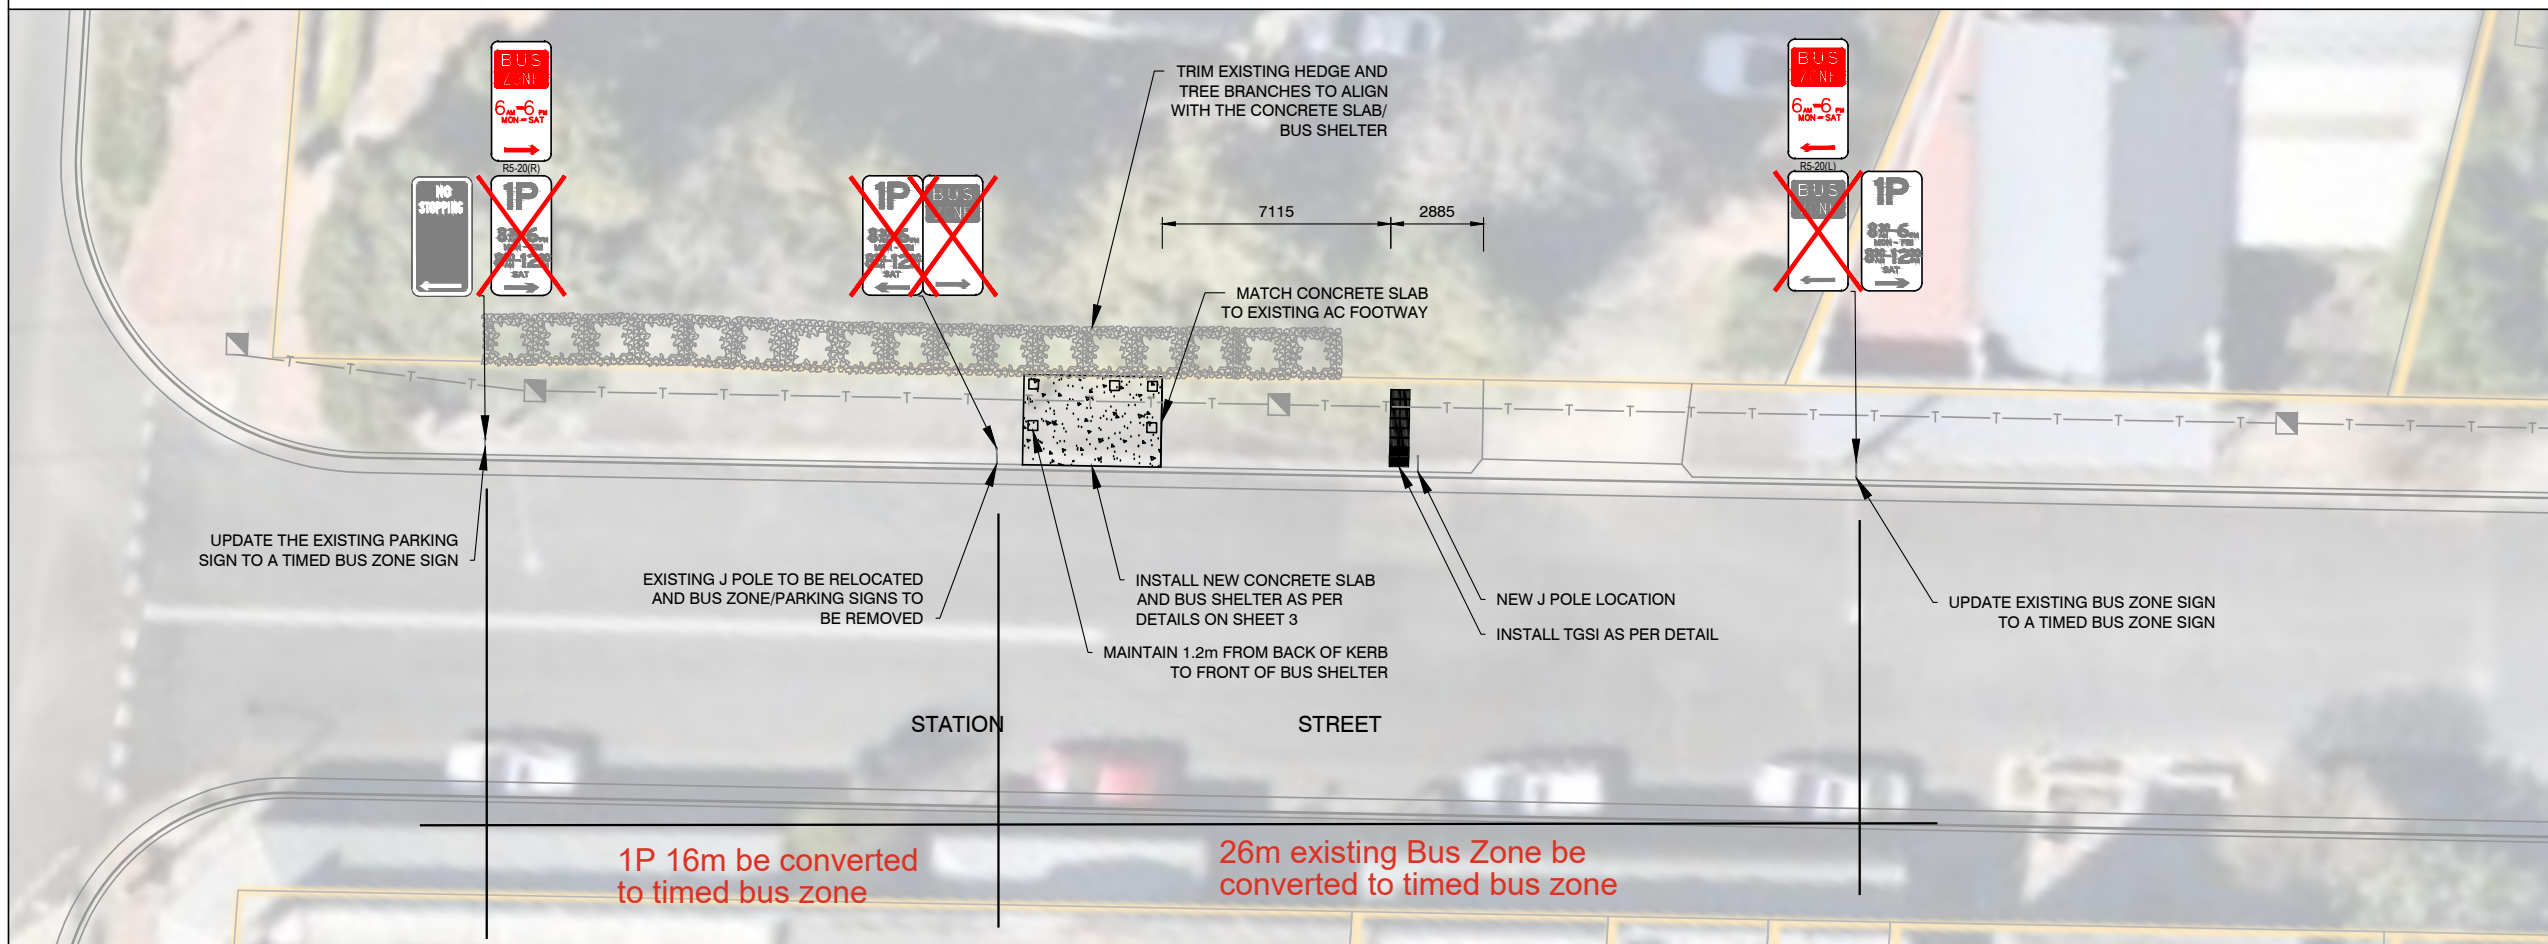 BUS
ZONE
6AM-6PM
MON-SAT
R5-20(R)
NO
STOPPING
1P
MON-FRI
SAT
1P
SAT
BUS
ZONE
TRIM EXISTING HEDGE AND
TREE BRANCHES TO ALIGN
WITH THE CONCRETE SLAB/
BUS SHELTER
7115
2885
MATCH CONCRETE SLAB
TO EXISTING AC FOOTWAY
BUS
ZONE
6AM-6PM
MON-SAT
R5-20(L)
BUS
ZONE
1P
MON-FRI
SAT
UPDATE THE EXISTING PARKING
SIGN TO A TIMED BUS ZONE SIGN
EXISTING J POLE TO BE RELOCATED
AND BUS ZONE/PARKING SIGNS TO
BE REMOVED
INSTALL NEW CONCRETE SLAB
AND BUS SHELTER AS PER
DETAILS ON SHEET 3
MAINTAIN 1.2m FROM BACK OF KERB
TO FRONT OF BUS SHELTER
NEW J POLE LOCATION
INSTALL TGSI AS PER DETAIL
UPDATE EXISTING BUS ZONE SIGN
TO A TIMED BUS ZONE SIGN
STATION STREET
1P 16m be converted
to timed bus zone
26m existing Bus Zone be
converted to timed bus zone